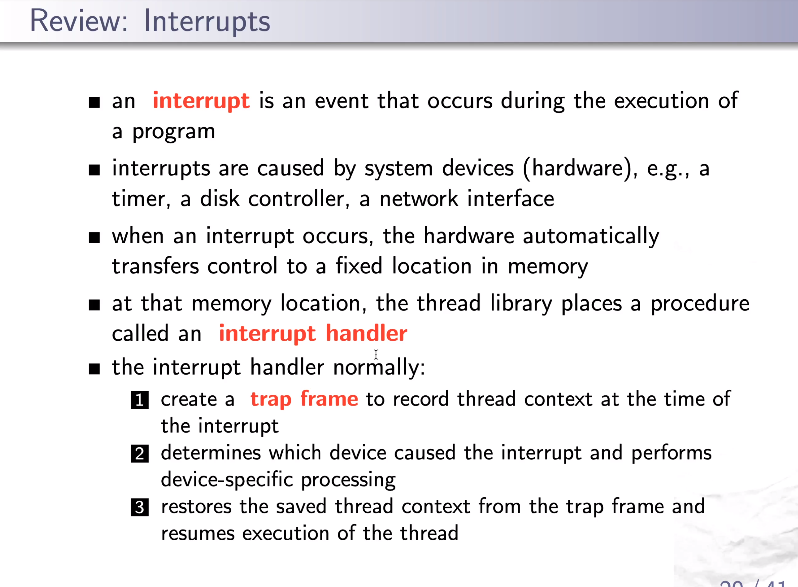 Review: Interrupts
■ an interrupt is an event that occurs during the execution of
a program
■ interrupts are caused by system devices (hardware), e.g., a
timer, a disk controller, a network interface
■ when an interrupt occurs, the hardware automatically
transfers control to a fixed location in memory
■ at that memory location, the thread library places a procedure
called an interrupt handler
■ the interrupt handler normally:
1 create a trap frame to record thread context at the time of
the interrupt
2 determines which device caused the interrupt and performs
device-specific processing
3 restores the saved thread context from the trap frame and
resumes execution of the thread